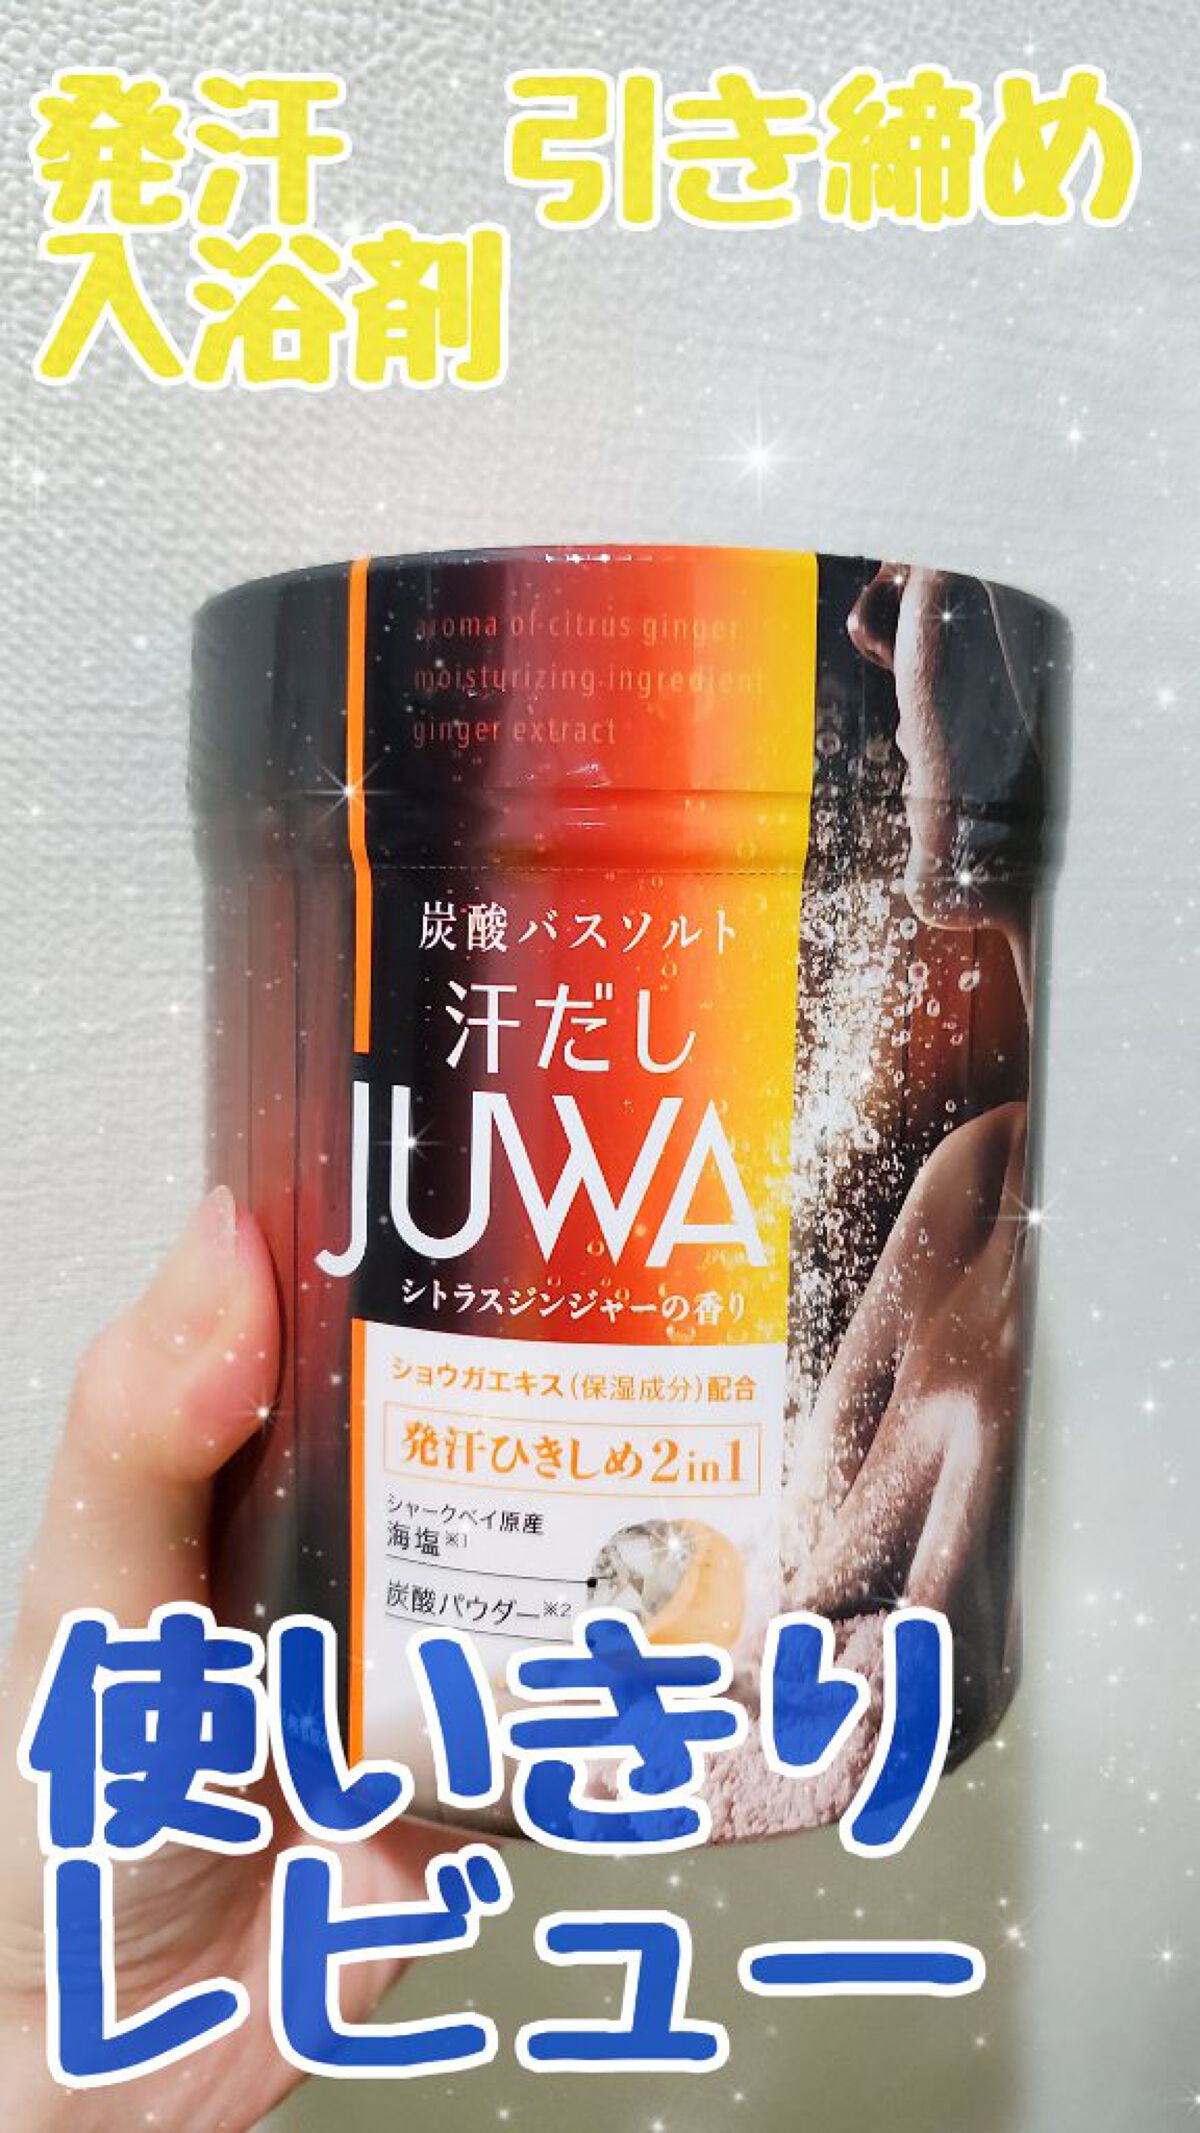 発汗　引き締め
入浴剤
aroma of citrus ginger
moisturizing ingredient
ginger extract
炭酸バスソルト
汗だし
JUWA
シトラスジンジャーの香り
ショウガエキス(保湿成分)配合
発汗ひきしめ2in1
シャークベイ原産
海塩※1
炭酸パウダー※2
使いきり
レビュー